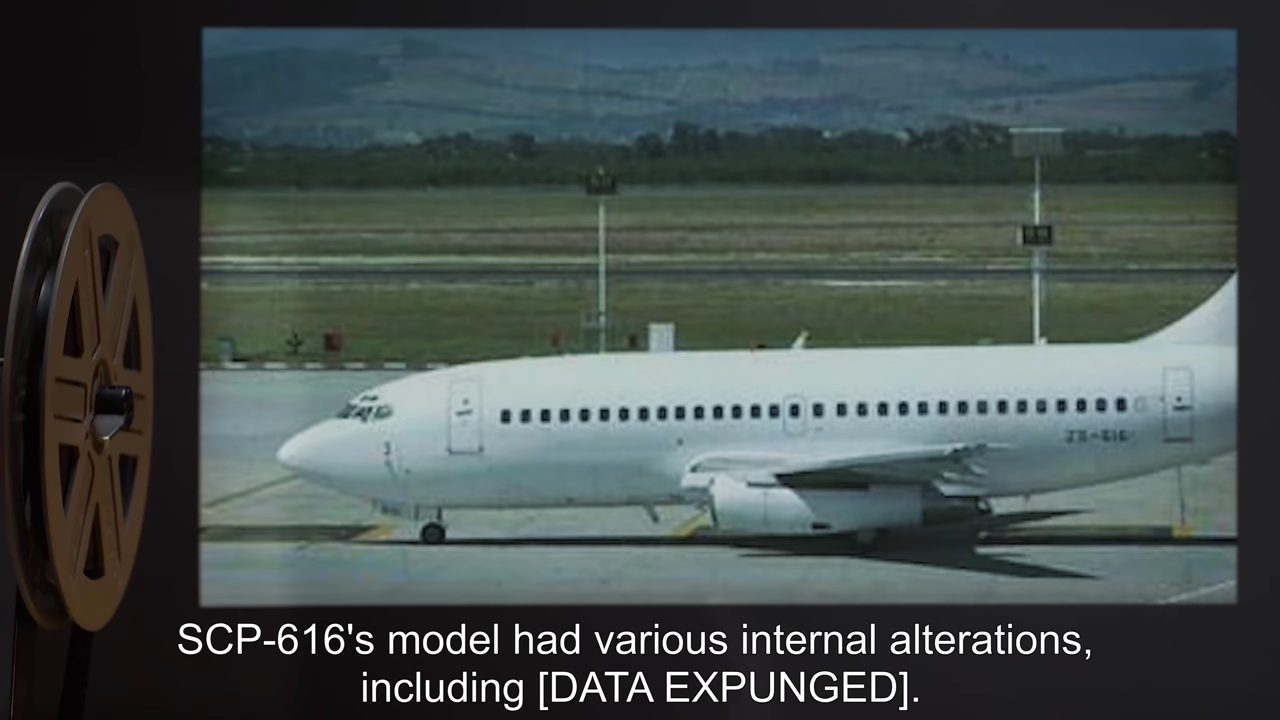 SCP-616's model had various internal alterations,
including [DATA EXPUNGED].